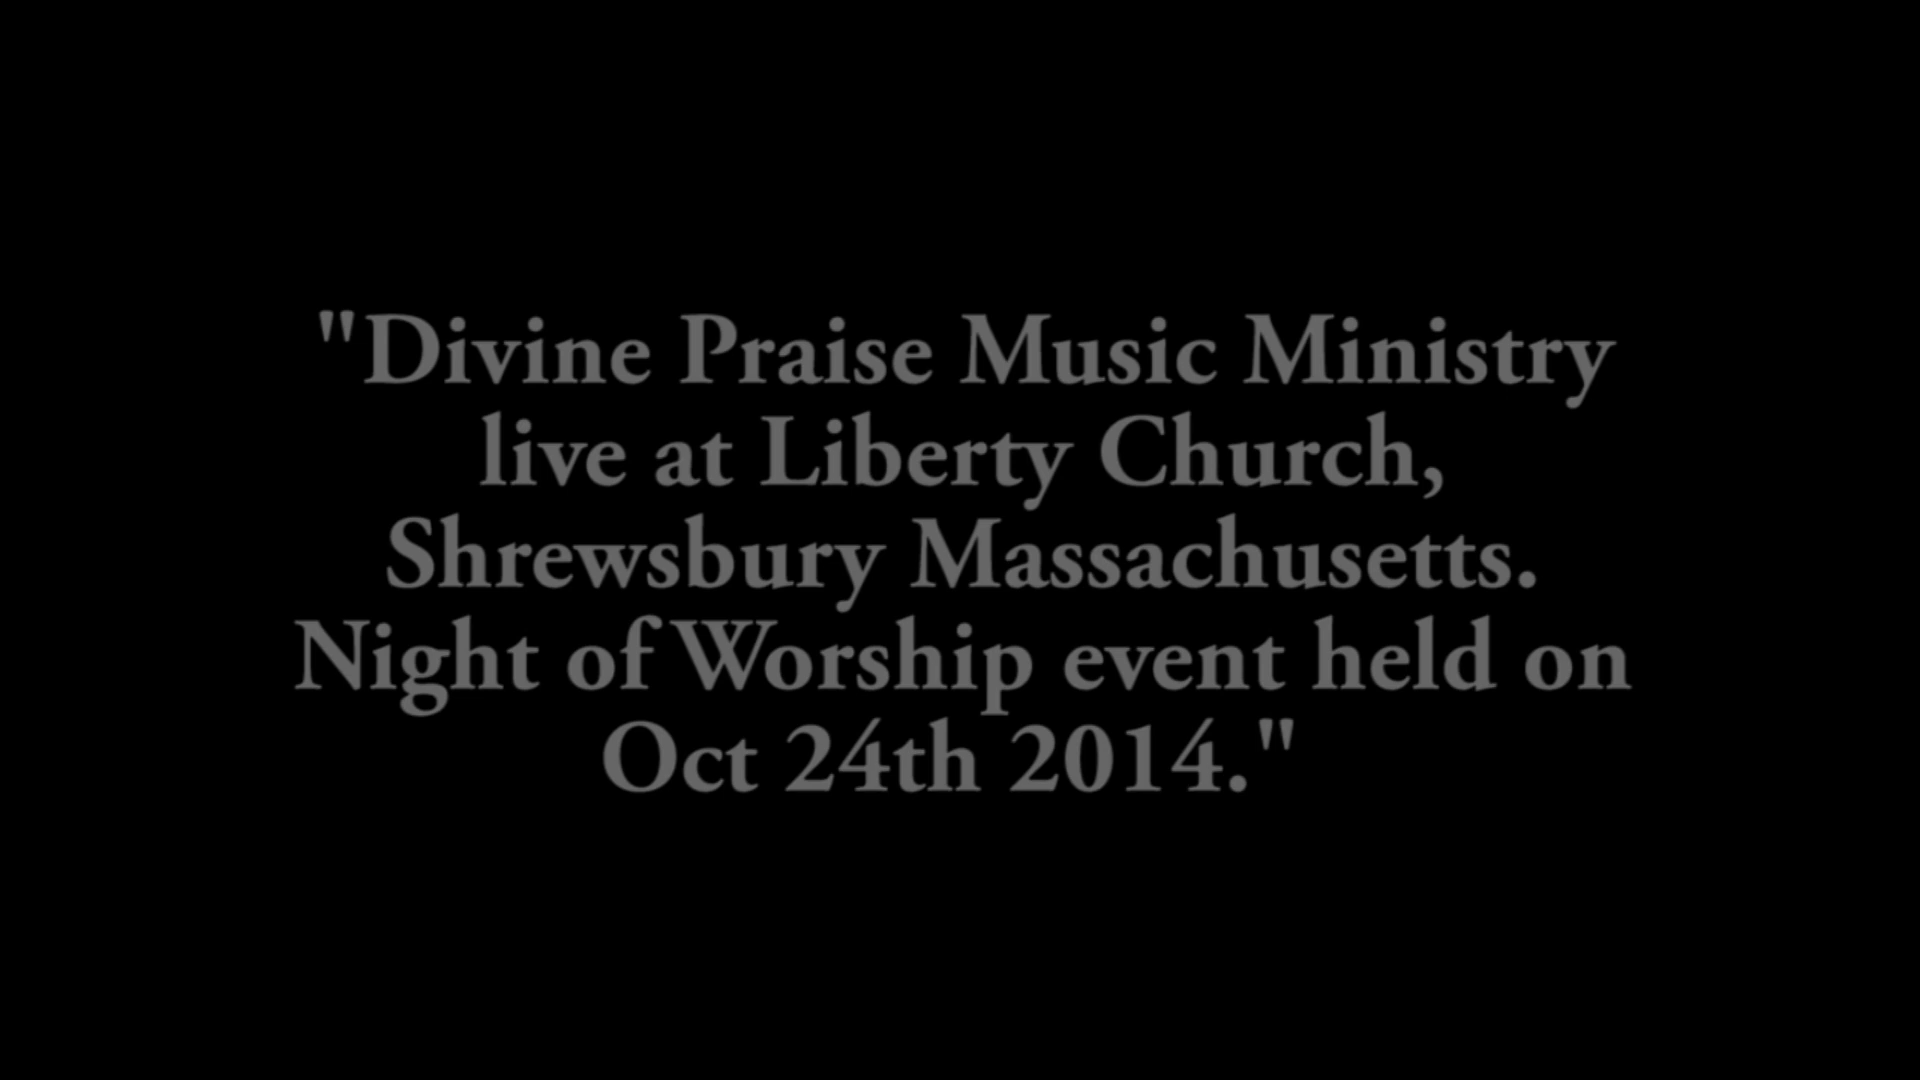 "Divine Praise Music Ministry
live at Liberty Church,
Shrewsbury Massachusetts.
Night of Worship event held on
Oct 24th 2014."